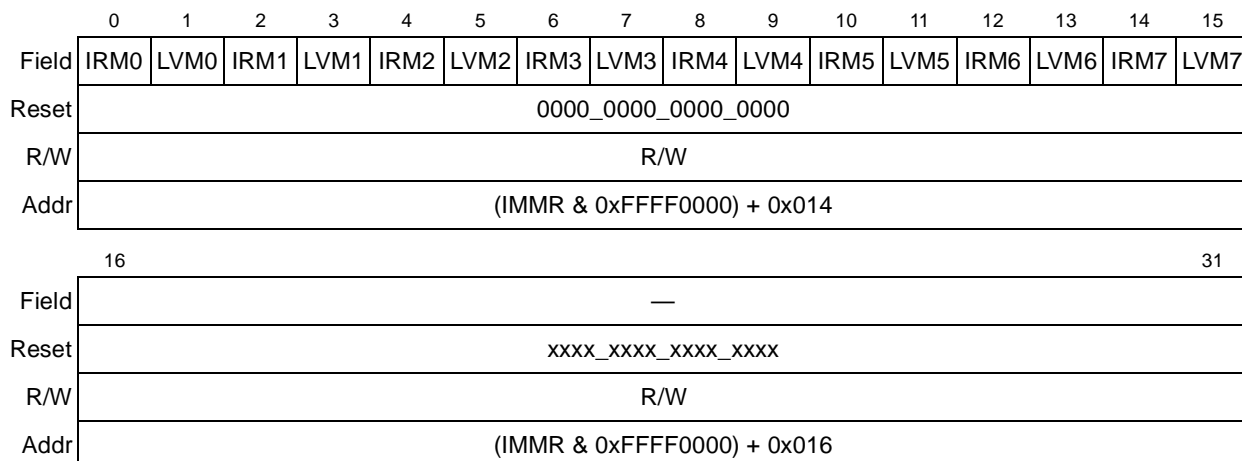 0 1 2 3 4 5 6 7 8 9 10 11 12 13 14 15
Field IRM0 LVM0 IRM1 LVM1 IRM2 LVM2 IRM3 LVM3 IRM4 LVM4 IRM5 LVM5 IRM6 LVM6 IRM7 LVM7
Reset 0000_0000_0000_0000
R/W R/W
Addr (IMMR & 0xFFFF0000) + 0x014
16 31
Field —
Reset xxxx_xxxx_xxxx_xxxx
R/W R/W
Addr (IMMR & 0xFFFF0000) + 0x016